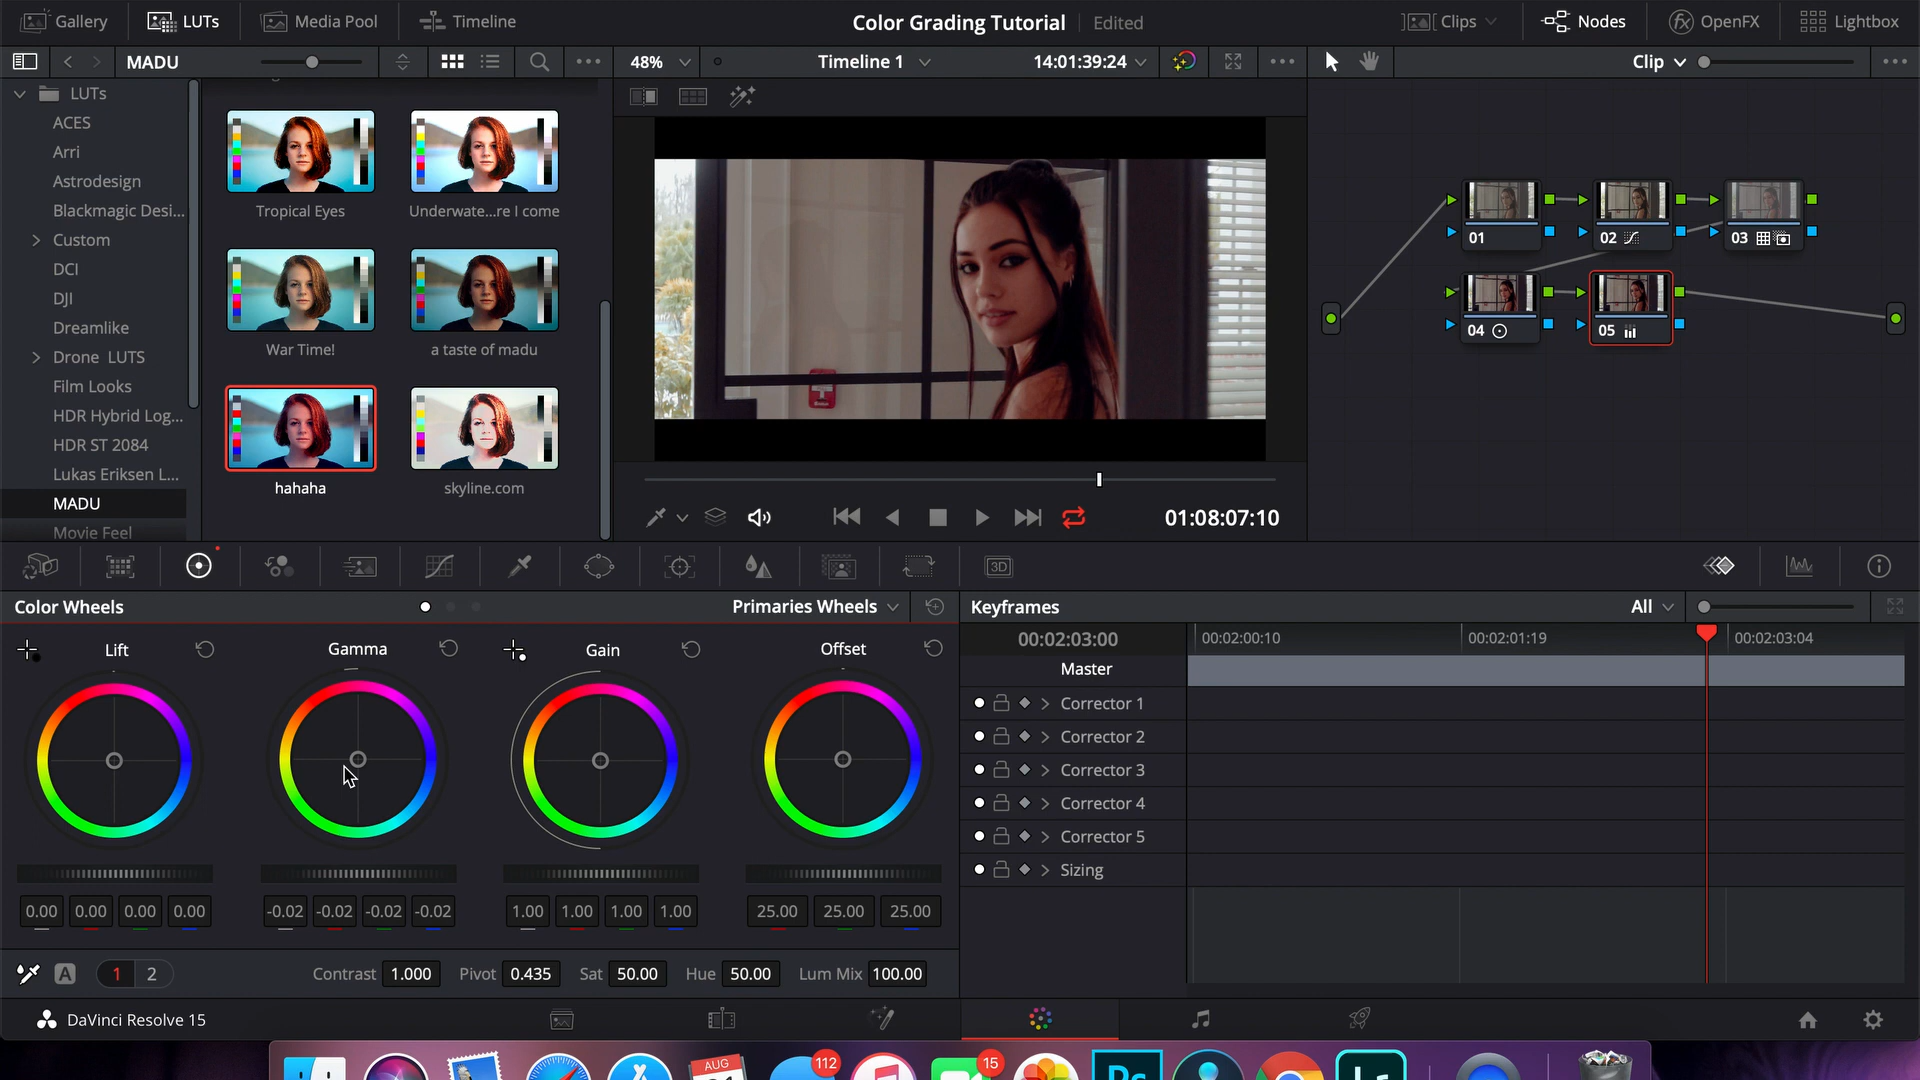 Gallery LUTs Media Pool Timeline Color Grading Tutorial Edited Clips Nodes OpenFX Lightbox
MADU 48% Timeline 1 14:01:39:24 Clip
LUTs
ACES
Arri
Astrodesign
Blackmagic Desi...
Custom
DCI
DJI
Dreamlike
Drone LUTS
Film Looks
HDR Hybrid Log...
HDR ST 2084
Lukas Eriksen L...
MADU
Movie Feel
Tropical Eyes Underwate...re I come
War Time! a taste of madu
hahaha skyline.com
01 02 03
04 05
01:08:07:10
3D
Color Wheels Primaries Wheels
Lift Gamma Gain Offset
0.00 0.00 0.00 0.00 -0.02 -0.02 -0.02 -0.02 1.00 1.00 1.00 1.00 25.00 25.00 25.00
A 1 2 Contrast 1.000 Pivot 0.435 Sat 50.00 Hue 50.00 Lum Mix 100.00
Keyframes All
00:02:03:00 00:02:00:10 00:02:01:19 00:02:03:04
Master
Corrector 1
Corrector 2
Corrector 3
Corrector 4
Corrector 5
Sizing
DaVinci Resolve 15
AUG 112 15 Ps